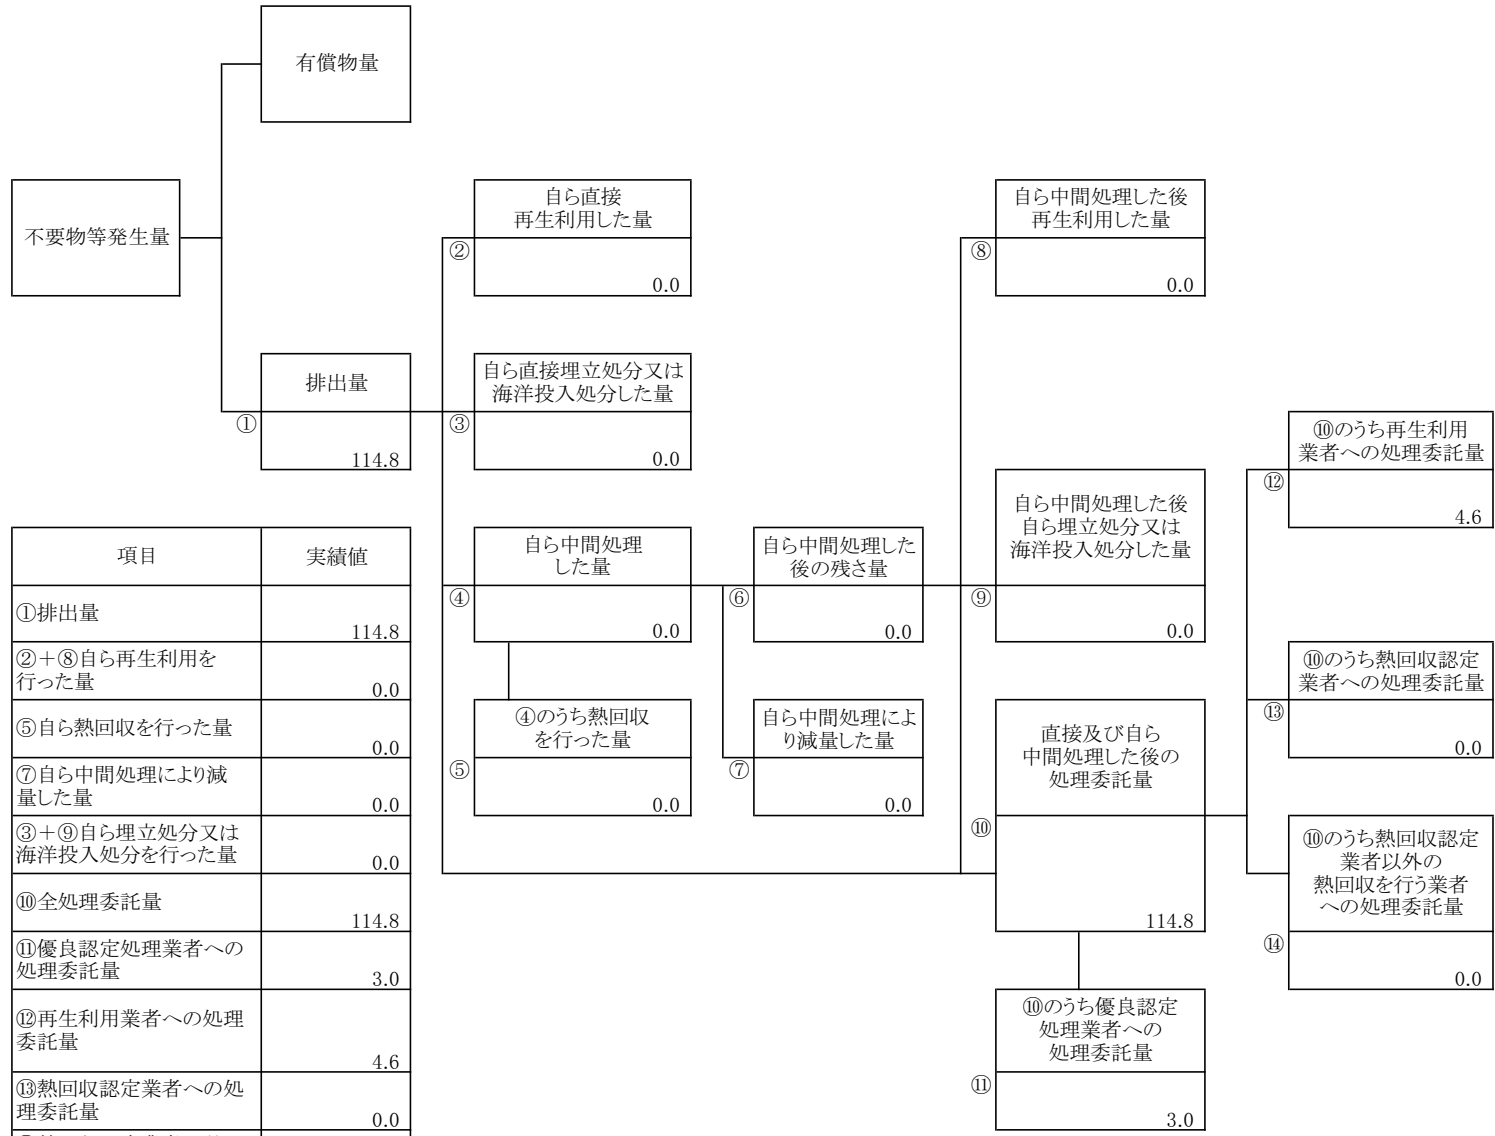 有償物量
不要物等発生量
自ら直接
再生利用した量
②
0.0
自ら中間処理した後
再生利用した量
⑧
0.0
排出量
①
114.8
自ら直接埋立処分又は
海洋投入処分した量
③
0.0
⑩のうち再生利用
業者への処理委託量
⑫
4.6
自ら中間処理
した量
④
0.0
自ら中間処理した
後の残さ量
⑥
0.0
自ら中間処理した後
自ら埋立処分又は
海洋投入処分した量
⑨
0.0
⑩のうち熱回収認定
業者への処理委託量
⑬
0.0
④のうち熱回収
を行った量
⑤
0.0
自ら中間処理によ
り減量した量
⑦
0.0
直接及び自ら
中間処理した後の
処理委託量
⑩
114.8
⑩のうち熱回収認定
業者以外の
熱回収を行う業者
への処理委託量
⑭
0.0
⑩のうち優良認定
処理業者への
処理委託量
⑪
3.0
項目
実績値
①排出量
114.8
②+⑧自ら再生利用を
行った量
0.0
⑤自ら熱回収を行った量
0.0
⑦自ら中間処理により減
量した量
0.0
③+⑨自ら埋立処分又は
海洋投入処分を行った量
0.0
⑩全処理委託量
114.8
⑪優良認定処理業者への
処理委託量
3.0
⑫再生利用業者への処理
委託量
4.6
⑬熱回収認定業者への処
理委託量
0.0